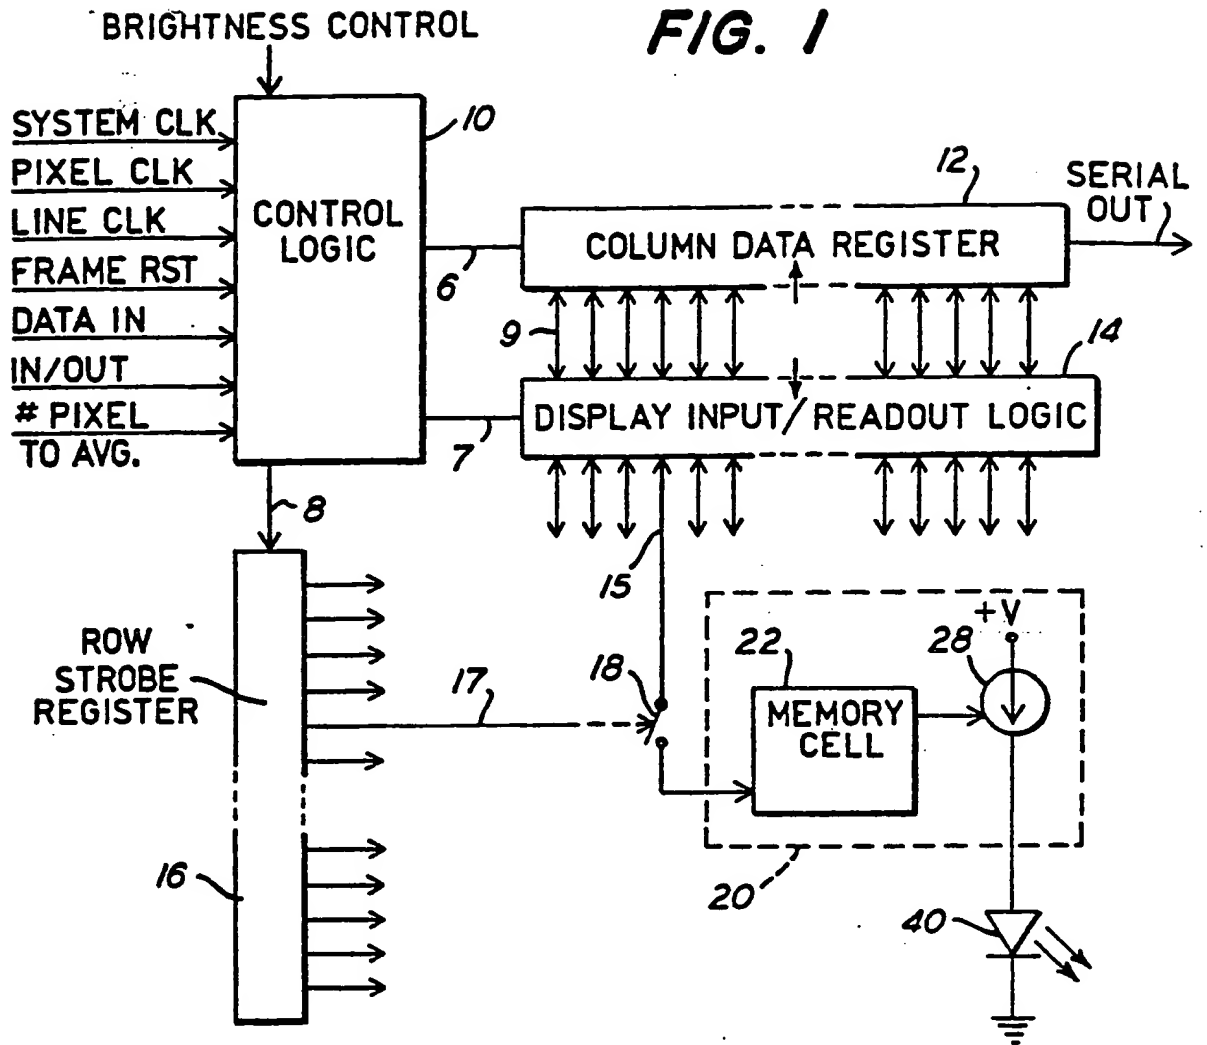 BRIGHTNESS CONTROL
FIG. 1
SYSTEM CLK
PIXEL CLK
LINE CLK
FRAME RST
DATA IN
IN/OUT
# PIXEL
TO AVG.
10
CONTROL
LOGIC
12
SERIAL
OUT
COLUMN DATA REGISTER
6
9
14
DISPLAY INPUT/READOUT LOGIC
7
8
15
ROW
STROBE
REGISTER
17
18
+V
22
28
MEMORY
CELL
16
20
40